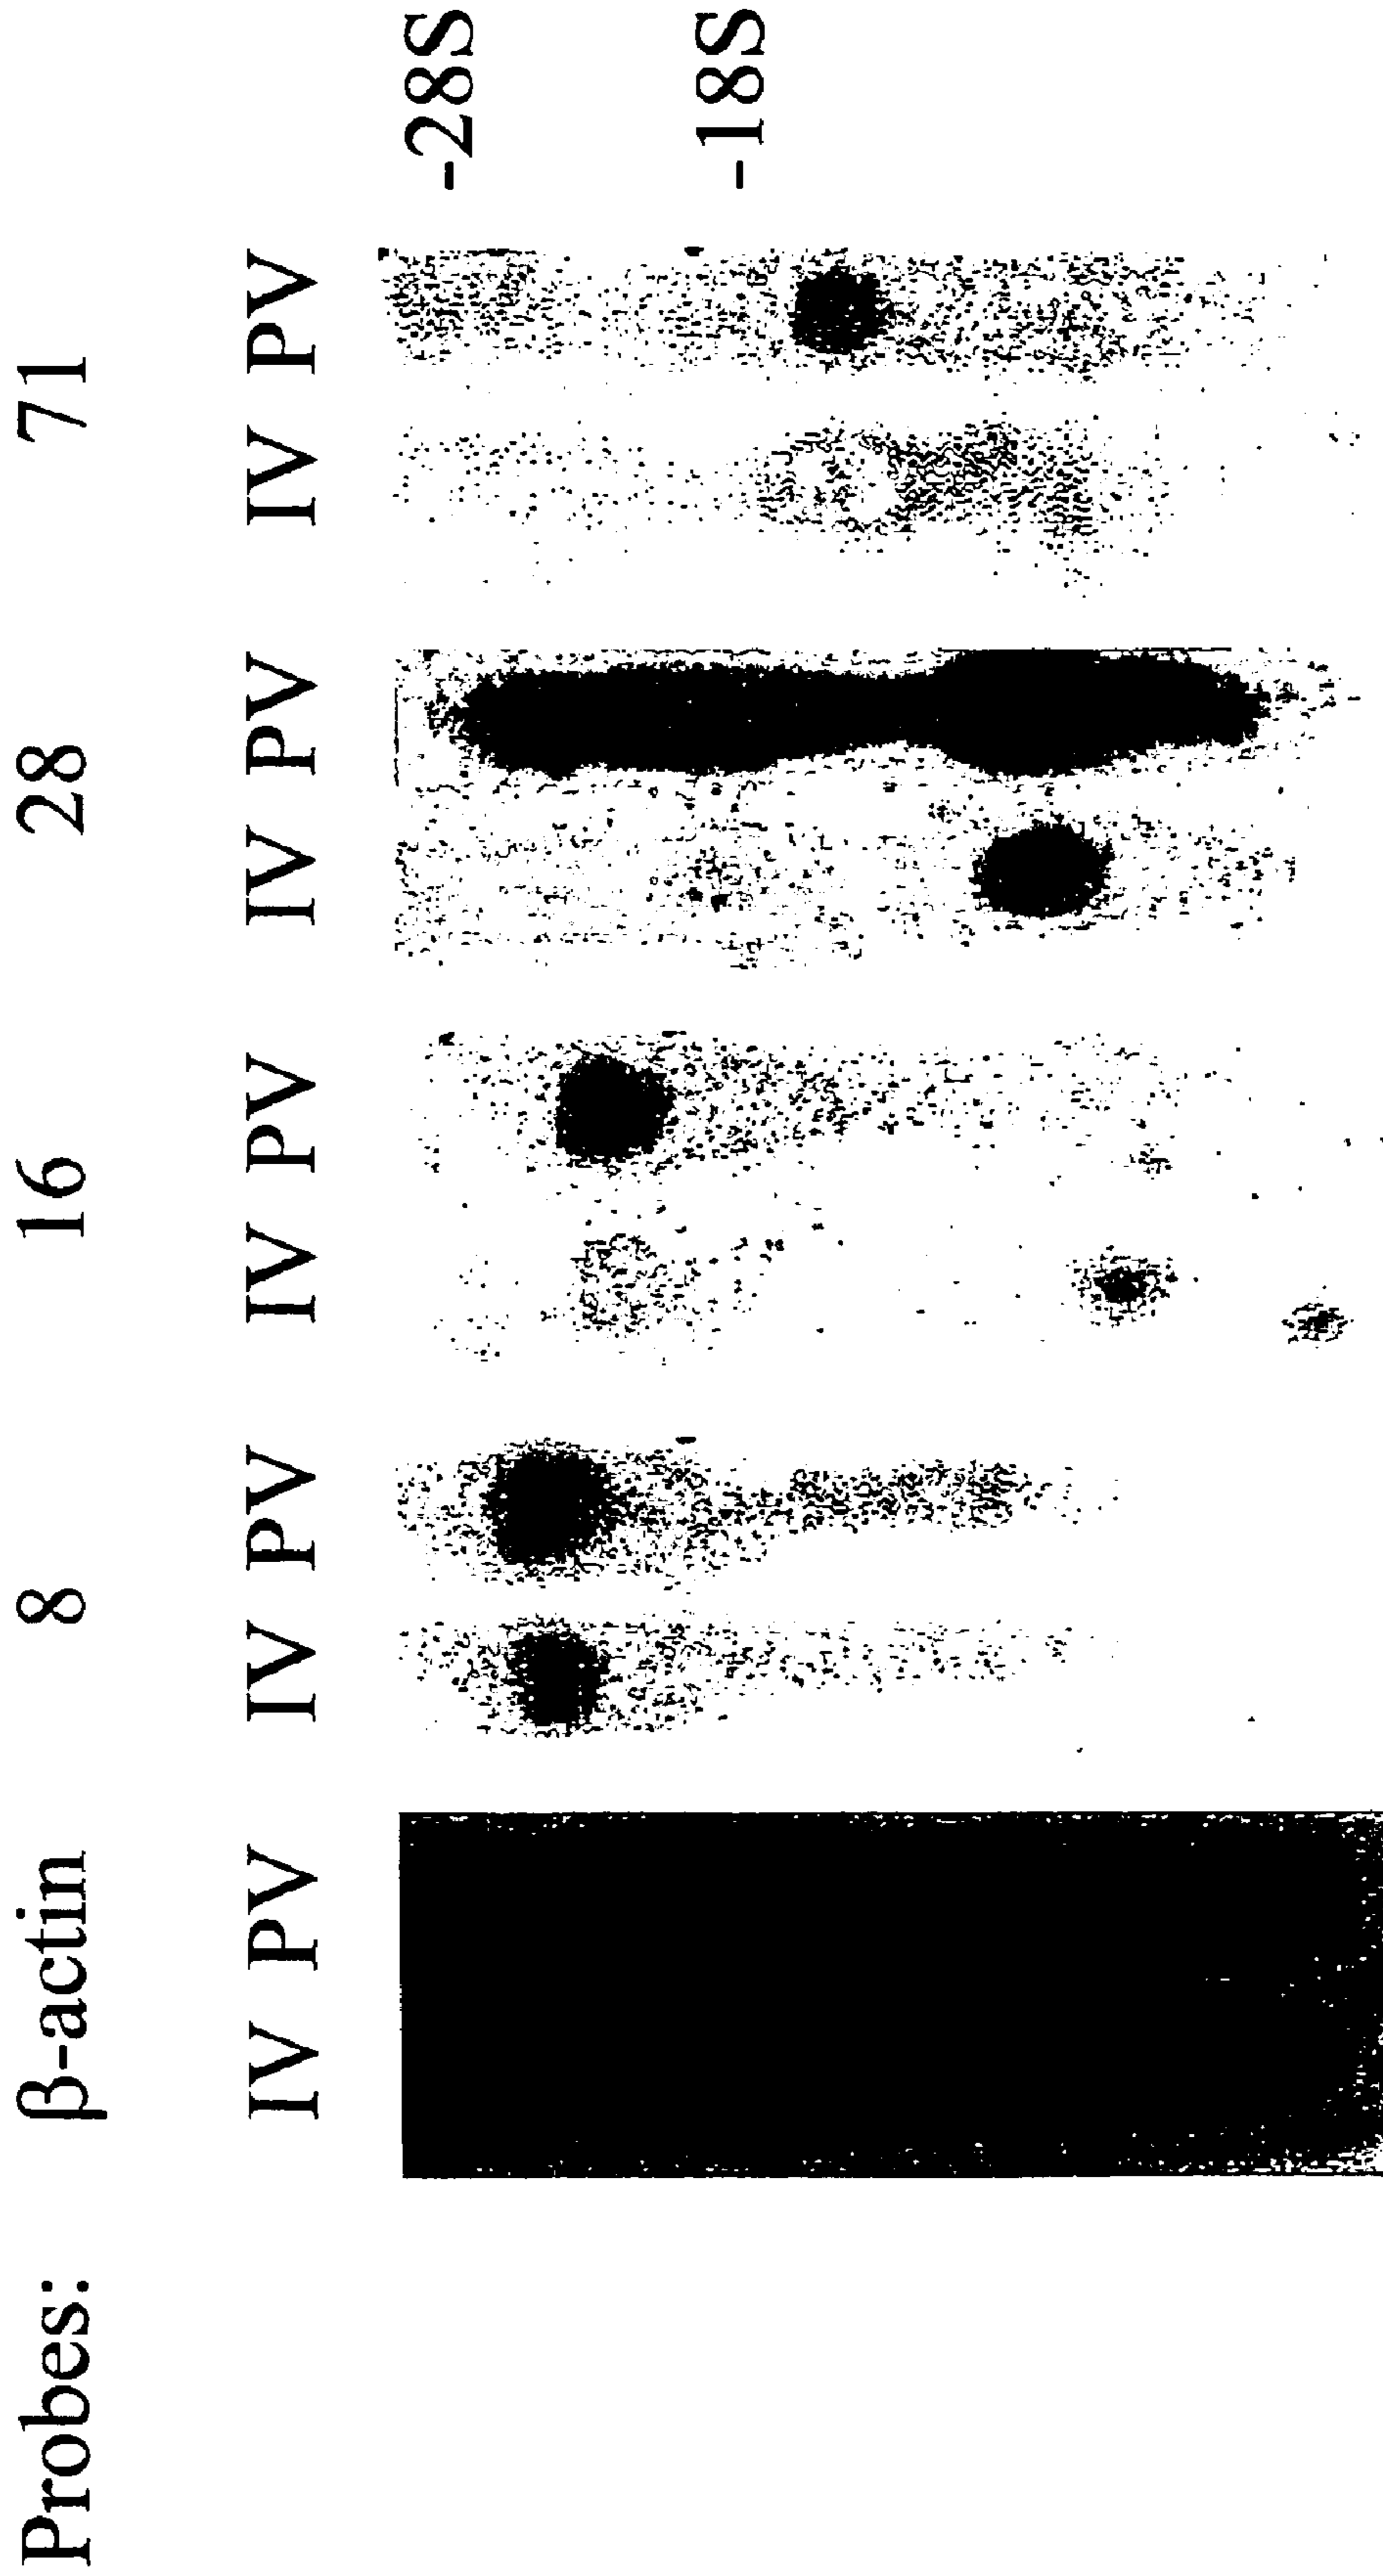 Probes: β-actin 8 16 28 71
IV PV IV PV IV PV IV PV IV PV
-28S
-18S